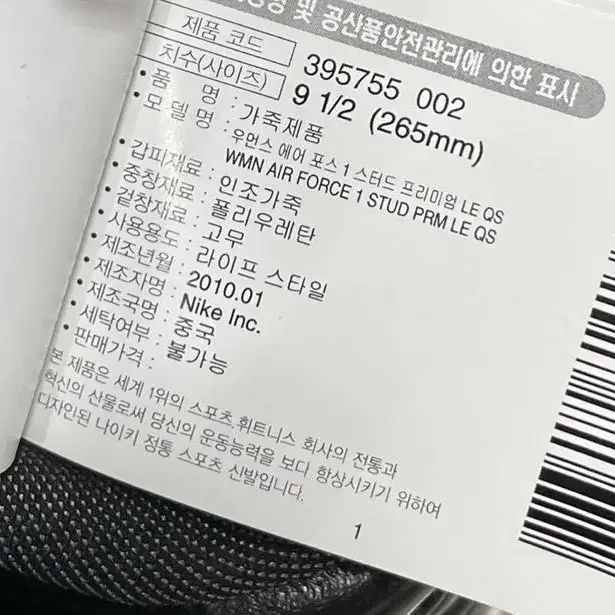 및 공산품안전관리에 의한 표시
제품 코드 395755 002
치수(사이즈) 9 1/2 (265mm)
• 품 명 : 가죽제품
• 모 델 명 : 우먼스 에어 포스 1 스터드 프리미엄 LE QS
WMN AIR FORCE 1 STUD PRM LE QS
• 갑피재료 : 인조가죽
• 중창재료 : 폴리우레탄
• 겉창재료 : 고무
• 사용용도 : 라이프 스타일
• 제조년월 : 2010.01
• 제조자명 : Nike Inc.
• 제조국명 : 중국
• 세탁여부 : 불가능
• 판매가격 :
본 제품은 세계 1위의 스포츠.휘트니스 회사의 전통과
혁신의 산물로써 당신의 운동능력을 보다 향상시키기 위하여
디자인된 나이키 정통 스포츠 신발입니다.
1